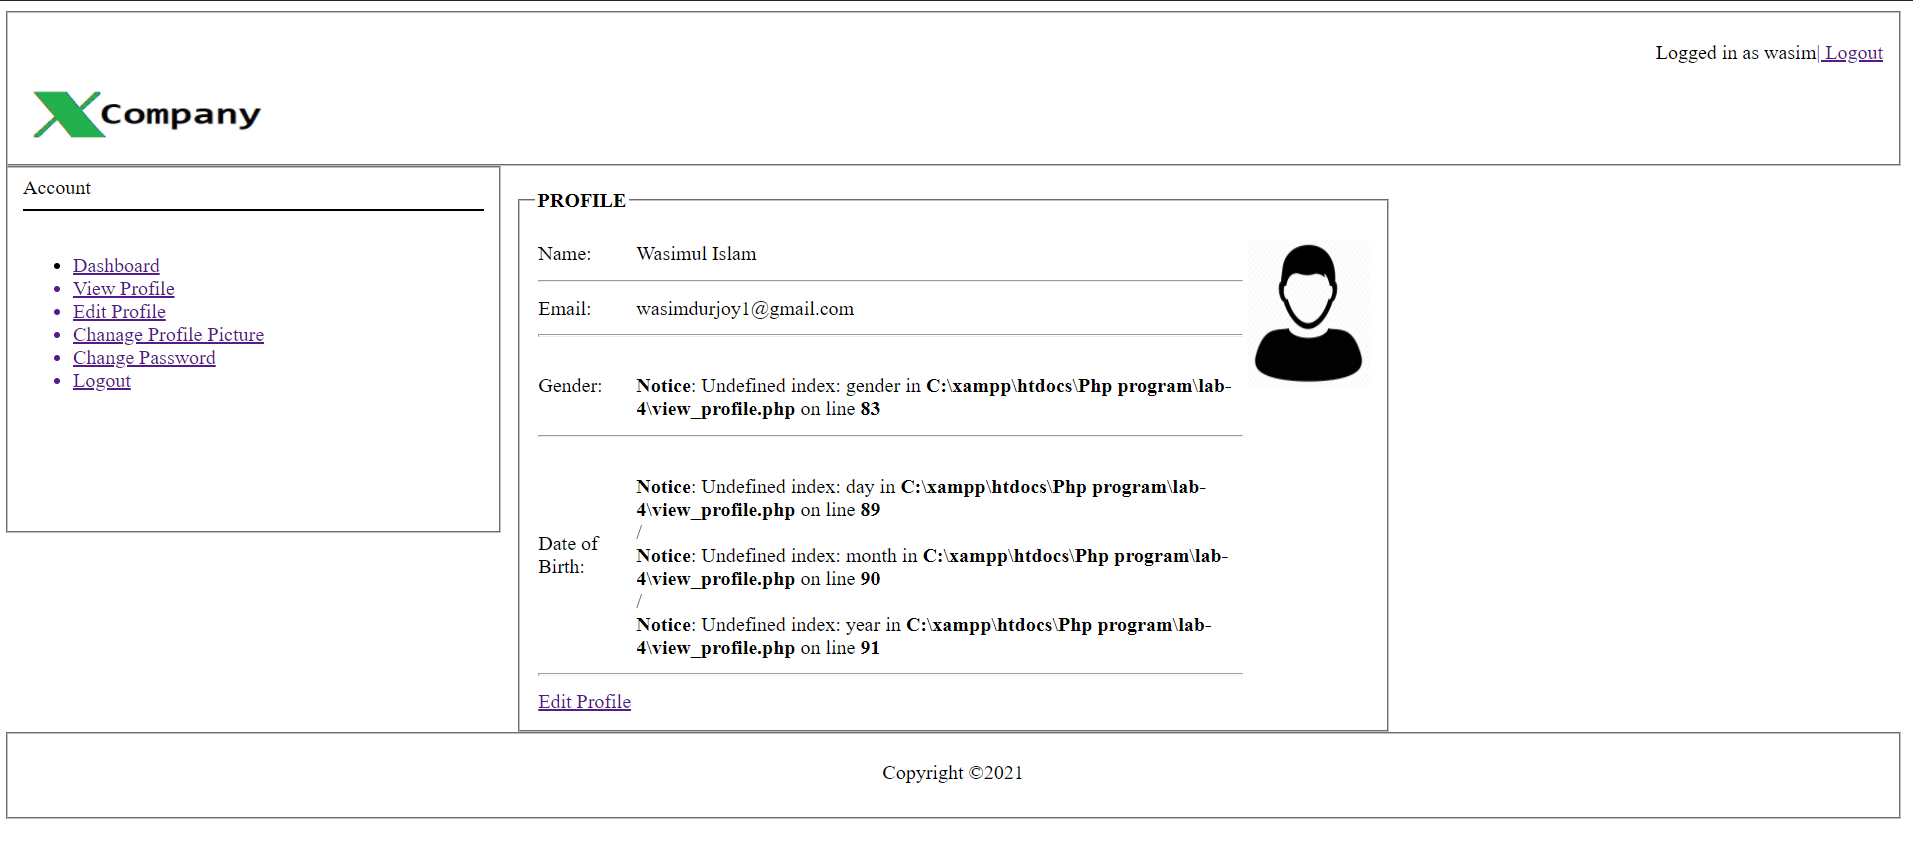 Logged in as wasim| Logout
XCompany
Account
Dashboard
View Profile
Edit Profile
Chanage Profile Picture
Change Password
Logout
PROFILE
Name: Wasimul Islam
Email: wasimdurjoy1@gmail.com
Gender: Notice: Undefined index: gender in C:\xampp\htdocs\Php program\lab-
4\view_profile.php on line 83
Date of
Birth:
Notice: Undefined index: day in C:\xampp\htdocs\Php program\lab-
4\view_profile.php on line 89
/
Notice: Undefined index: month in C:\xampp\htdocs\Php program\lab-
4\view_profile.php on line 90
/
Notice: Undefined index: year in C:\xampp\htdocs\Php program\lab-
4\view_profile.php on line 91
Edit Profile
Copyright ©2021